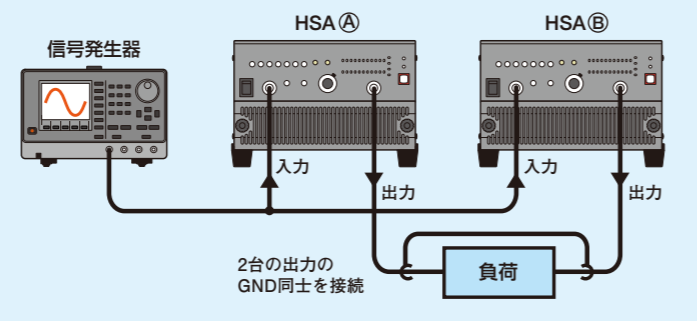 信号発生器
HSAⒶ
HSAⒷ
入力
出力
入力
出力
2台の出力の
GND同士を接続
負荷